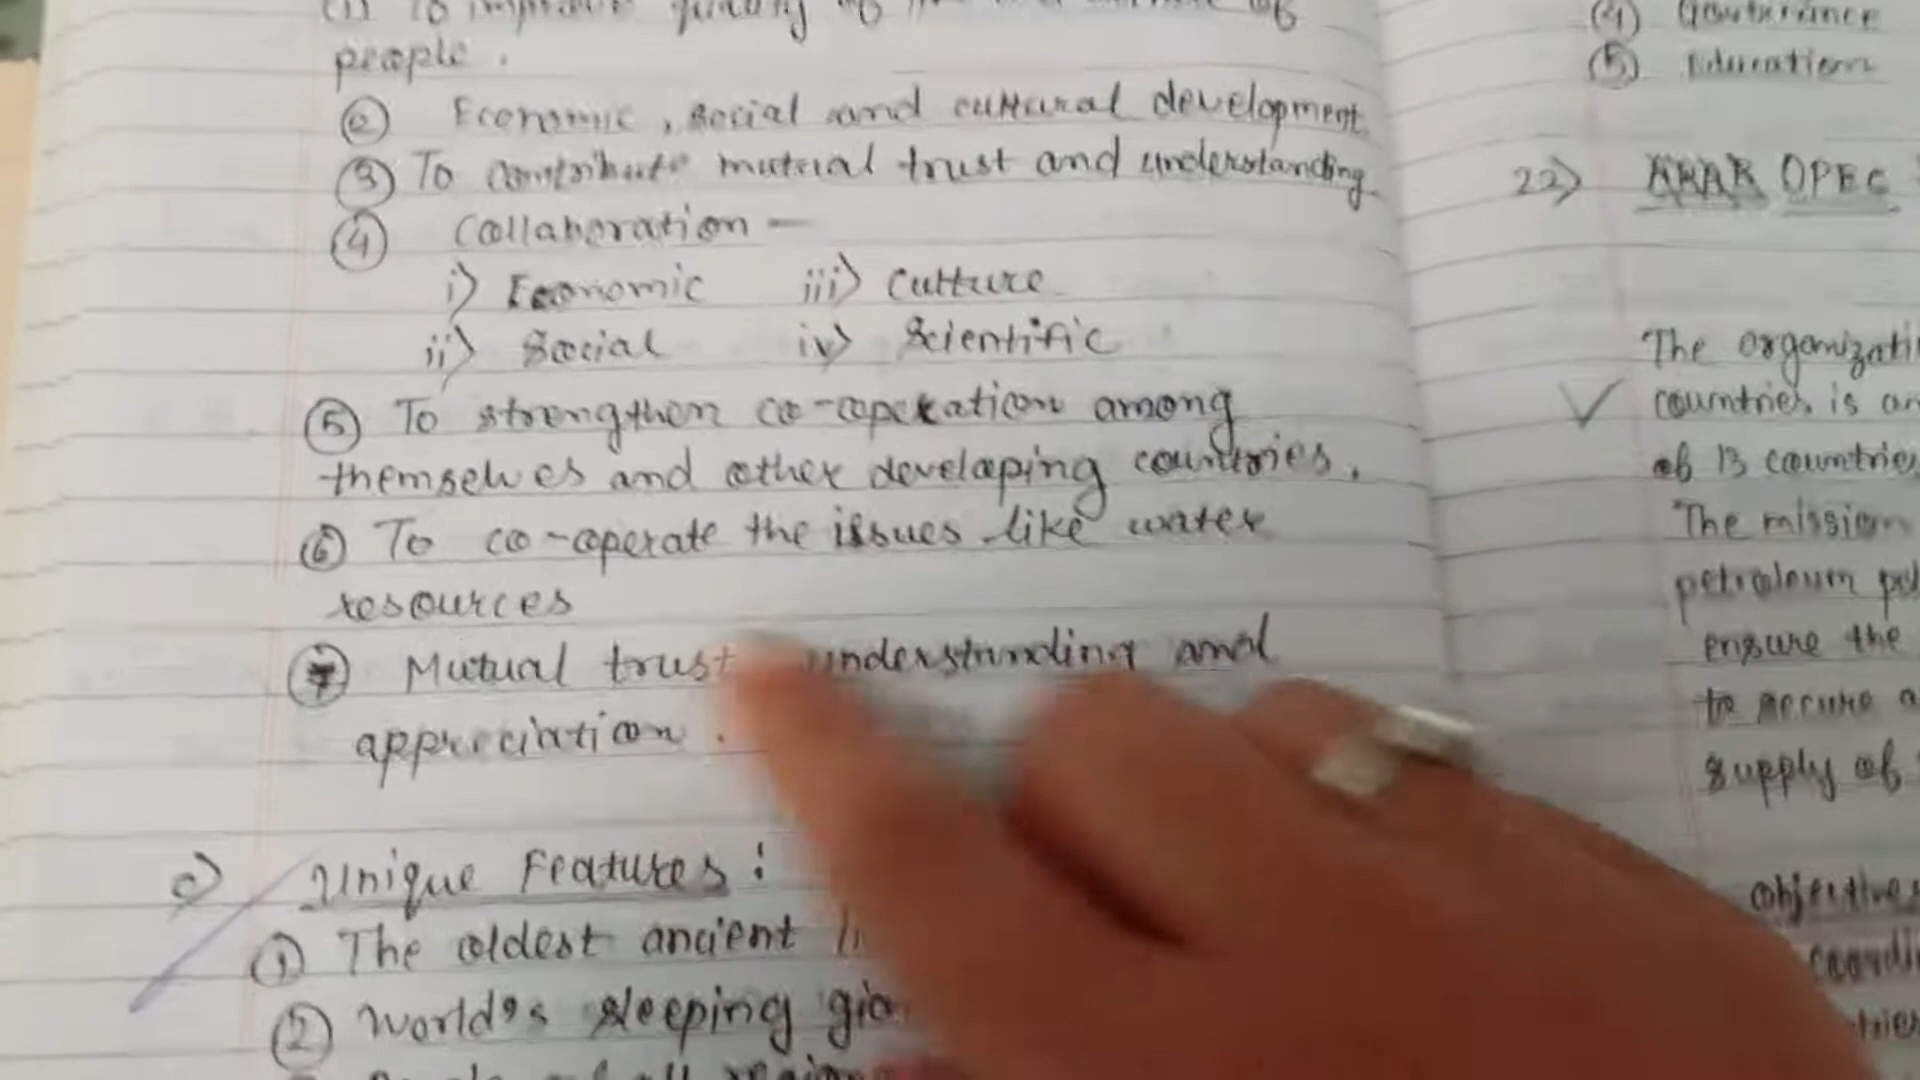 people.
② Economic, social and cultural development
③ To contribute mutual trust and understanding
④ Collaboration —
i) Economic iii) Culture
ii) Social iv) Scientific
⑤ To strengthen co-operation among
themselves and other developing countries.
⑥ To co-operate the issues like water
resources
⑦ Mutual trust understanding and
appreciation.
c) Unique Features:
① The oldest ancient
② World's sleeping
(4)
⑤ Education
22) OPEC
The
countries is
of 13 countries
The mission
petroleum
ensure the
to secure a
supply of
objectives